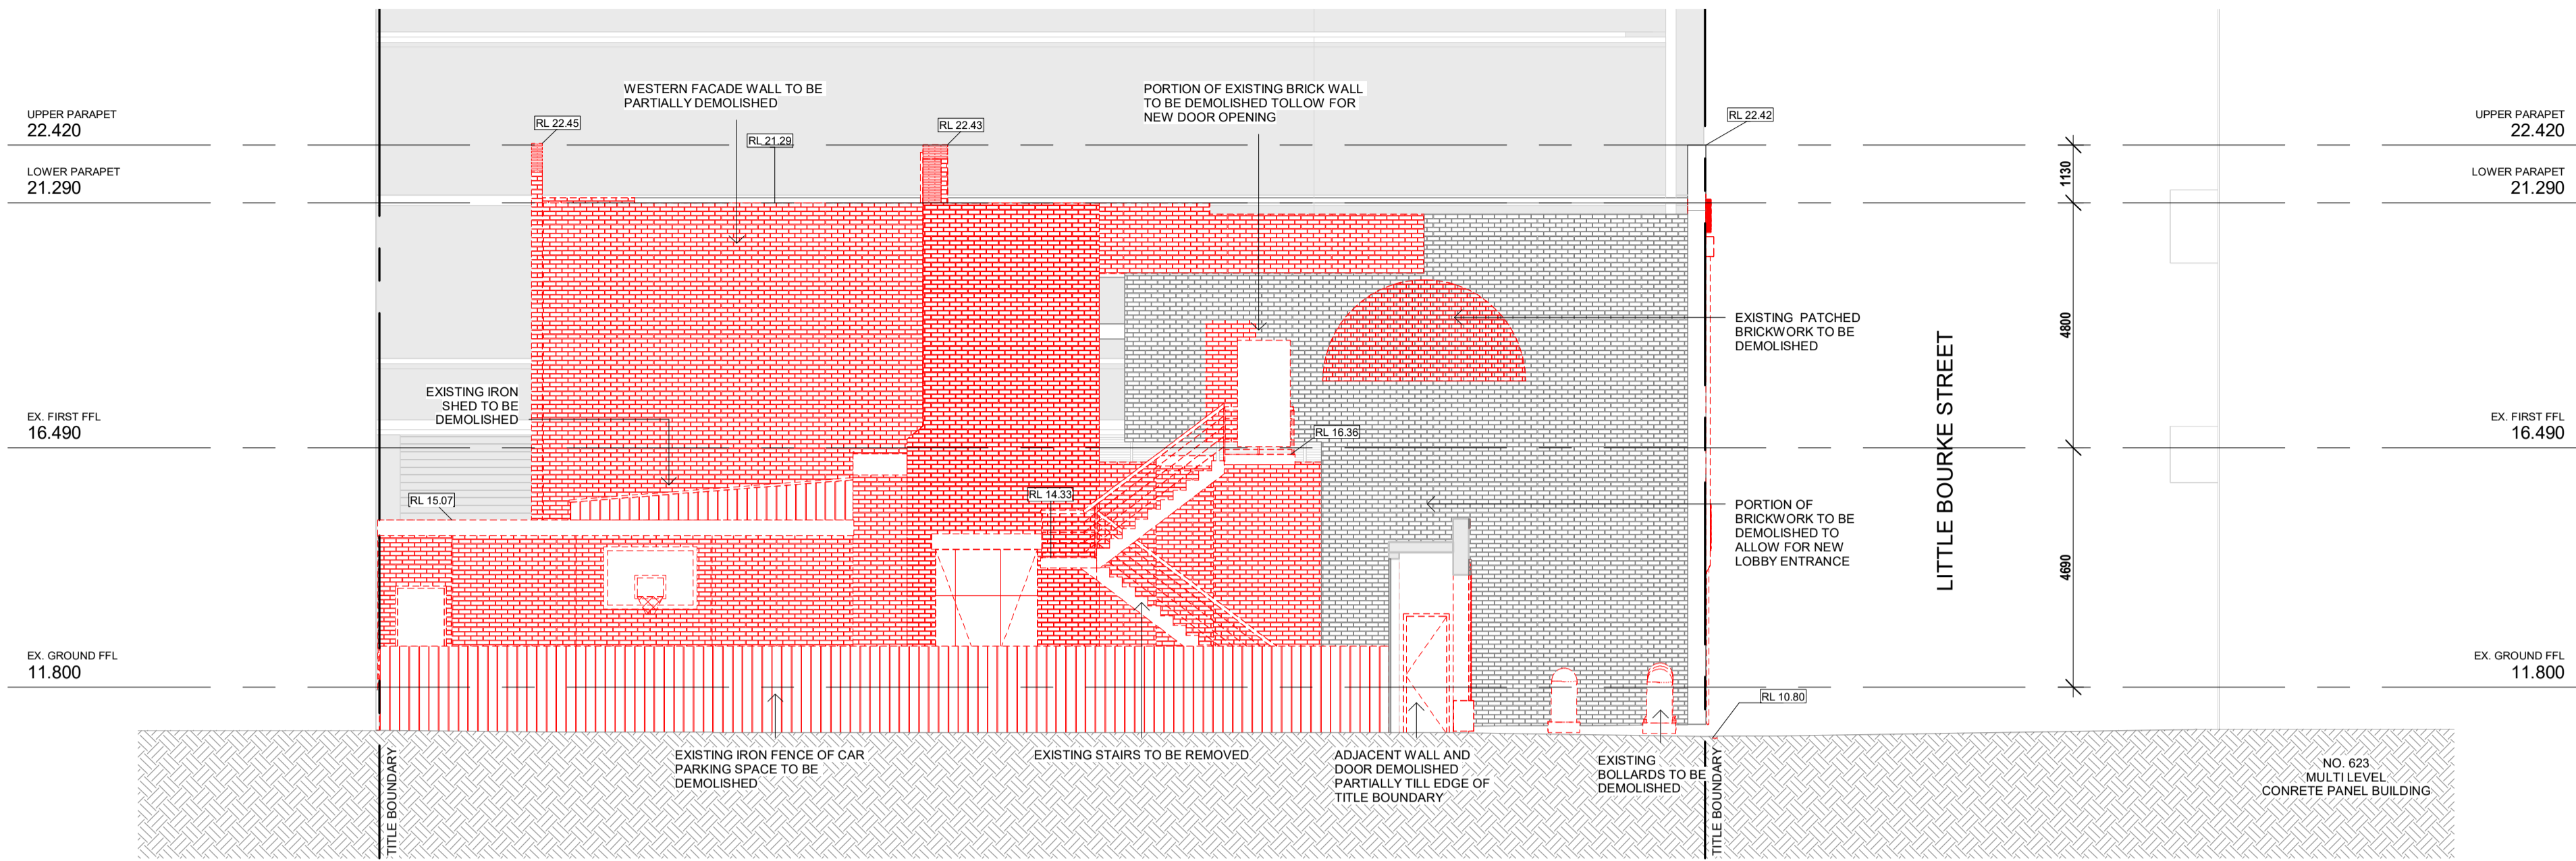 WESTERN FACADE WALL TO BE
PARTIALLY DEMOLISHED
PORTION OF EXISTING BRICK WALL
TO BE DEMOLISHED TOLLOW FOR
NEW DOOR OPENING
UPPER PARAPET
22.420
RL 22.45
RL 21.29
RL 22.43
RL 22.42
UPPER PARAPET
22.420
LOWER PARAPET
21.290
1130
LOWER PARAPET
21.290
EXISTING PATCHED
BRICKWORK TO BE
DEMOLISHED
4800
LITTLE BOURKE STREET
EXISTING IRON
SHED TO BE
DEMOLISHED
EX. FIRST FFL
16.490
RL 16.36
EX. FIRST FFL
16.490
RL 15.07
RL 14.33
PORTION OF
BRICKWORK TO BE
DEMOLISHED TO
ALLOW FOR NEW
LOBBY ENTRANCE
4690
EX. GROUND FFL
11.800
EX. GROUND FFL
11.800
RL 10.80
TITLE BOUNDARY
EXISTING IRON FENCE OF CAR
PARKING SPACE TO BE
DEMOLISHED
EXISTING STAIRS TO BE REMOVED
ADJACENT WALL AND
DOOR DEMOLISHED
PARTIALLY TILL EDGE OF
TITLE BOUNDARY
EXISTING
BOLLARDS TO BE
DEMOLISHED
TITLE BOUNDARY
NO. 623
MULTI LEVEL
CONRETE PANEL BUILDING